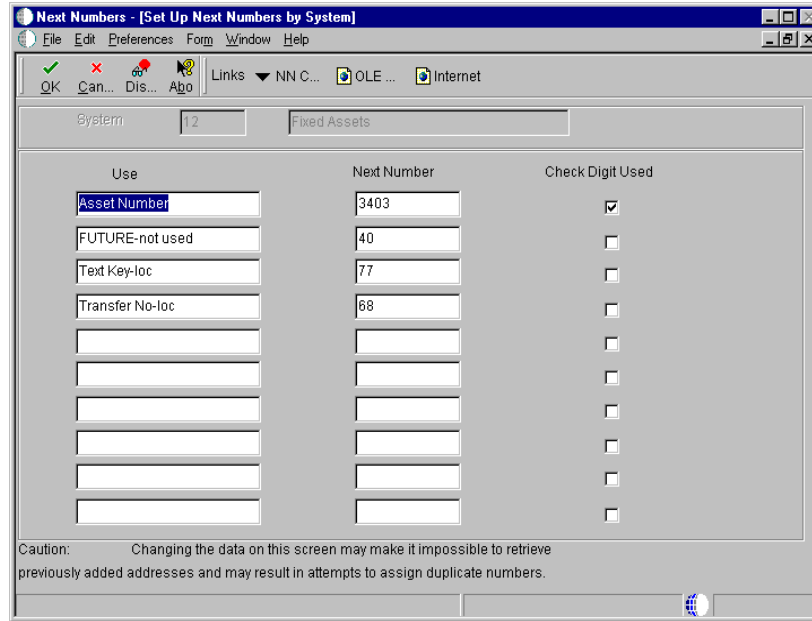 Next Numbers - [Set Up Next Numbers by System]
File Edit Preferences Form Window Help
OK Can... Dis... Abo Links NN C... OLE ... Internet
System 12 Fixed Assets
Use Next Number Check Digit Used
Asset Number 3403
FUTURE-not used 40
Text Key-loc 77
Transfer No-loc 68
Caution: Changing the data on this screen may make it impossible to retrieve
previously added addresses and may result in attempts to assign duplicate numbers.